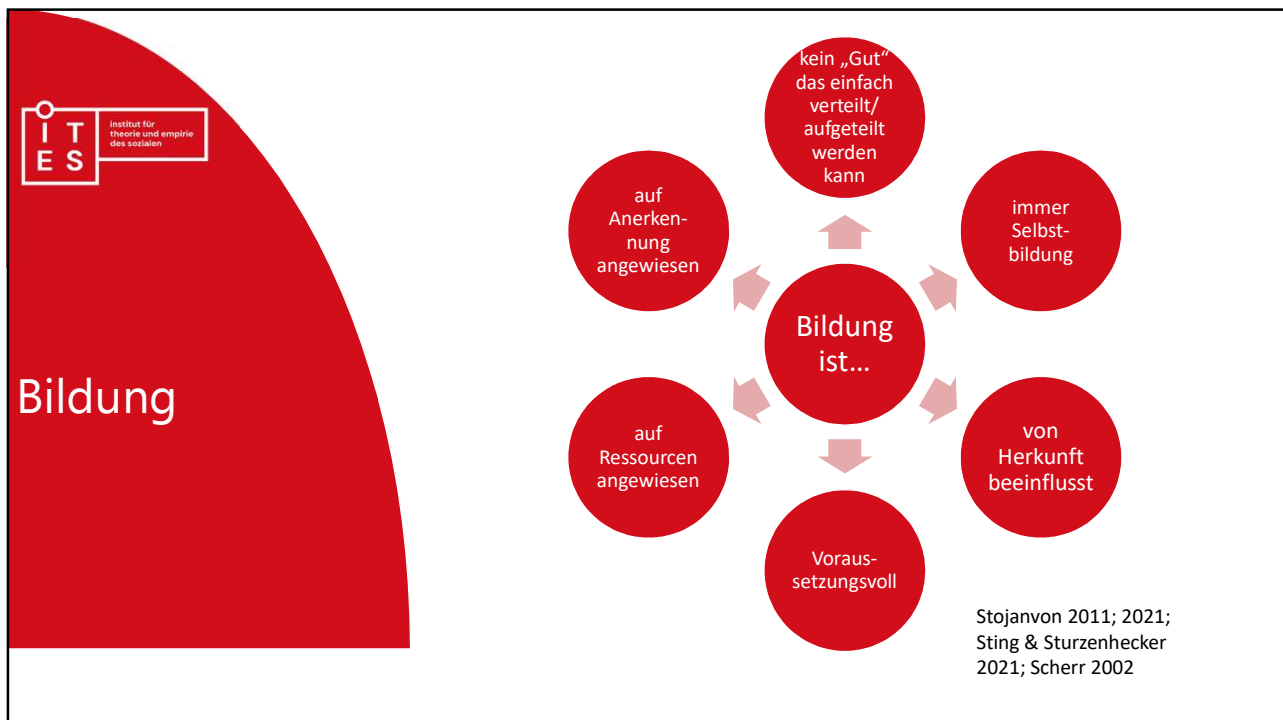 İ T
E S
institut für
theorie und empirie
des sozialen
Bildung
kein „Gut“
das einfach
verteilt/
aufgeteilt
werden
kann
immer
Selbst-
bildung
von
Herkunft
beeinflusst
Voraus-
setzungsvoll
auf
Ressourcen
angewiesen
auf
Anerken-
nung
angewiesen
Bildung
ist...
Stojanvon 2011; 2021;
Sting & Sturzenhecker
2021; Scherr 2002